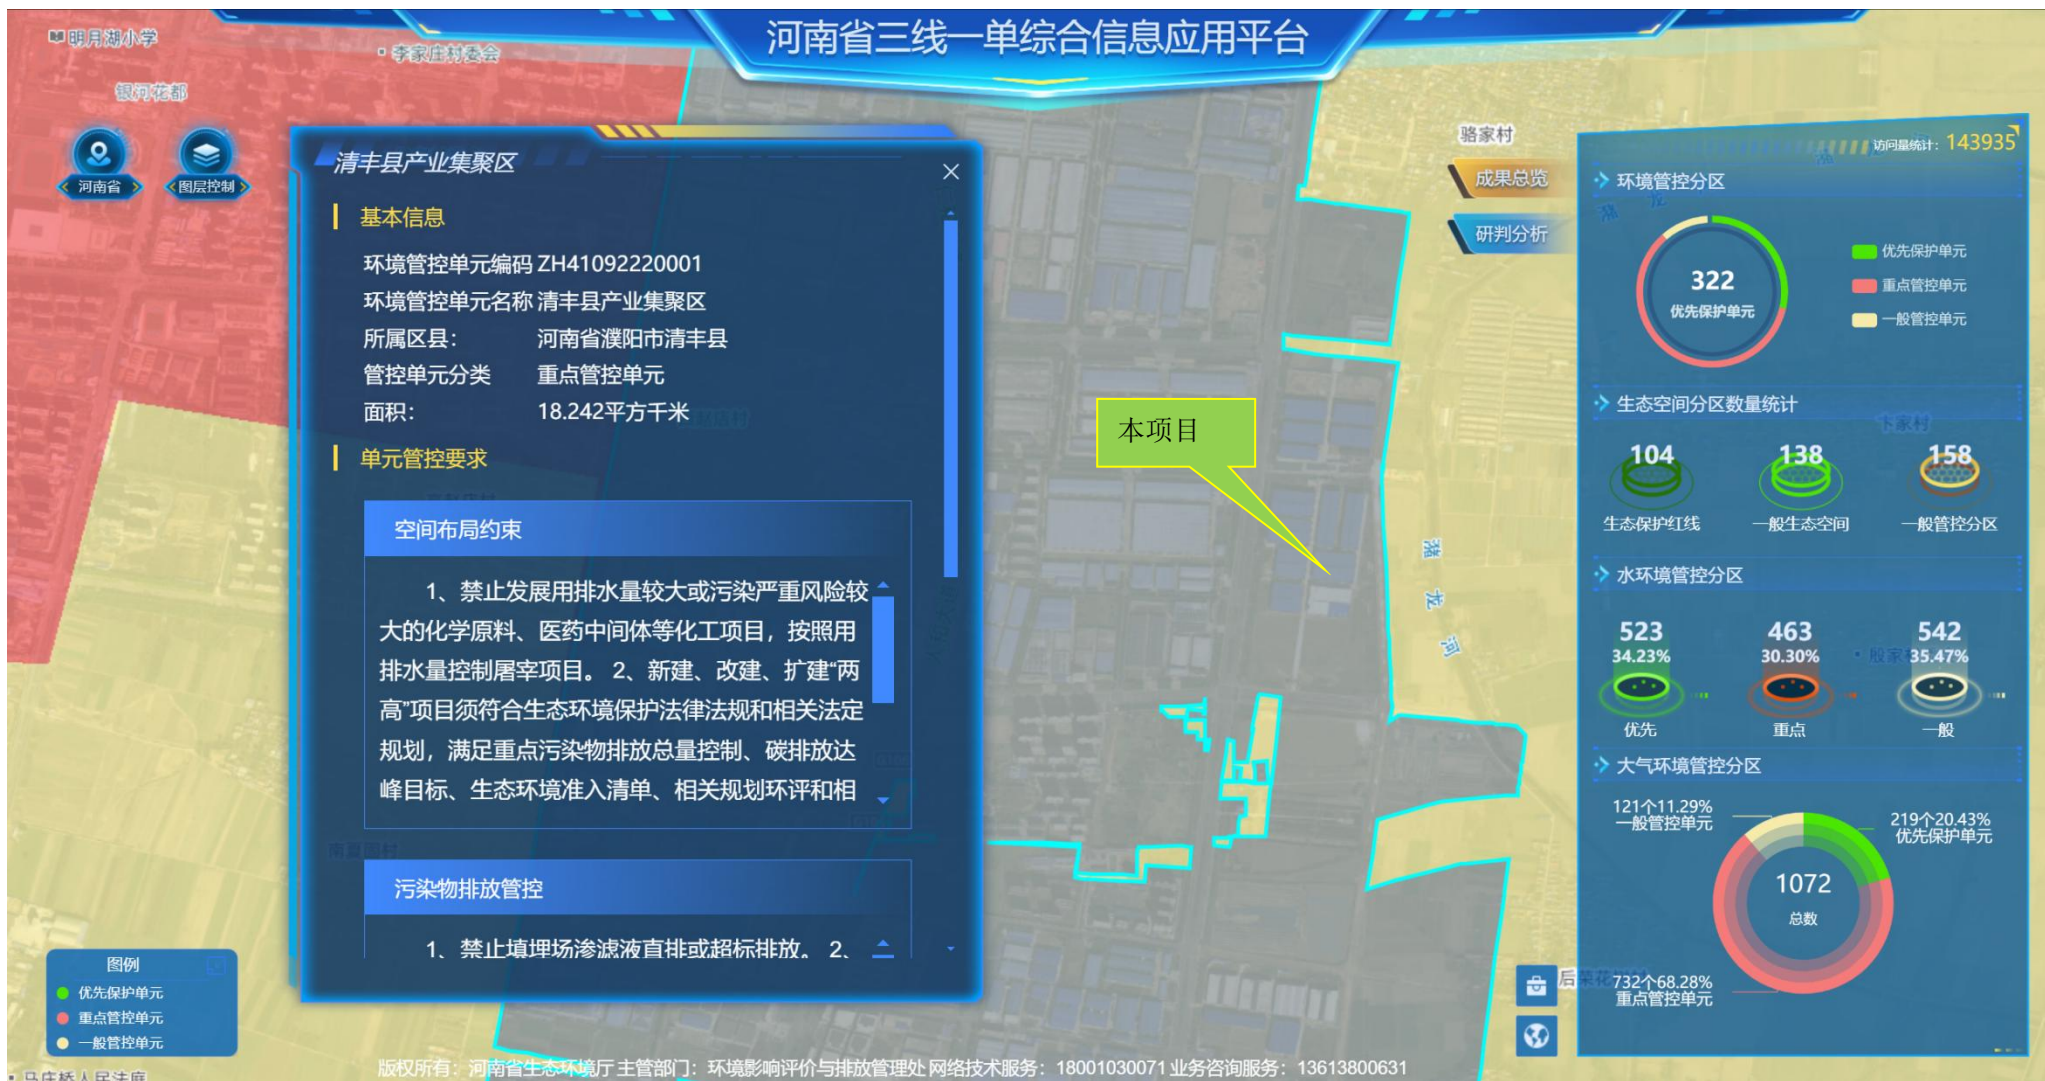 河南省三线一单综合信息应用平台
明月湖小学
李家庄村委会
银河花都
河南省
图层控制
清丰县产业集聚区
基本信息
环境管控单元编码 ZH41092220001
环境管控单元名称 清丰县产业集聚区
所属区县： 河南省濮阳市清丰县
管控单元分类 重点管控单元
面积： 18.242平方千米
单元管控要求
空间布局约束
1、禁止发展用排水量较大或污染严重风险较
大的化学原料、医药中间体等化工项目，按照用
排水量控制屠宰项目。 2、新建、改建、扩建“两
高”项目须符合生态环境保护法律法规和相关法定
规划，满足重点污染物排放总量控制、碳排放达
峰目标、生态环境准入清单、相关规划环评和相
污染物排放管控
1、禁止填埋场渗滤液直排或超标排放。 2、
南夏固村
图例
优先保护单元
重点管控单元
一般管控单元
马庄桥人民法庭
本项目
骆家村
成果总览
研判分析
潴
龙
河
访问量统计：143935
环境管控分区
潴 龙
322
优先保护单元
优先保护单元
重点管控单元
一般管控单元
生态空间分区数量统计
卞家村
104
138
158
生态保护红线
一般生态空间
一般管控分区
水环境管控分区
523
463
542
34.23%
30.30%
35.47%
优先
重点
一般
大气环境管控分区
121个11.29%
一般管控单元
219个20.43%
优先保护单元
1072
总数
732个68.28%
重点管控单元
版权所有：河南省生态环境厅 主管部门：环境影响评价与排放管理处 网络技术服务：18001030071 业务咨询服务：13613800631